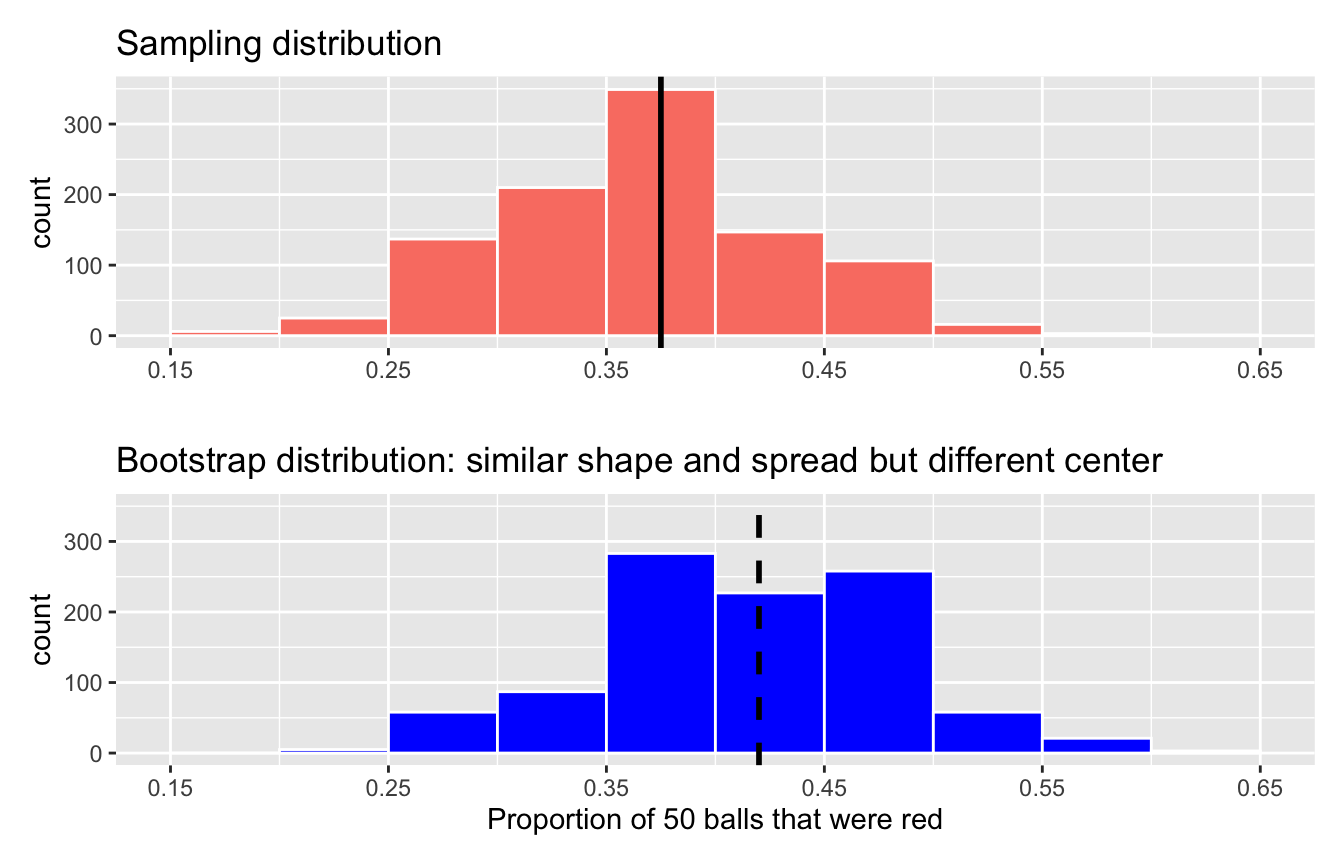 Sampling distribution
count
300
200
100
0
0.15 0.25 0.35 0.45 0.55 0.65
Bootstrap distribution: similar shape and spread but different center
count
300
200
100
0
0.15 0.25 0.35 0.45 0.55 0.65
Proportion of 50 balls that were red